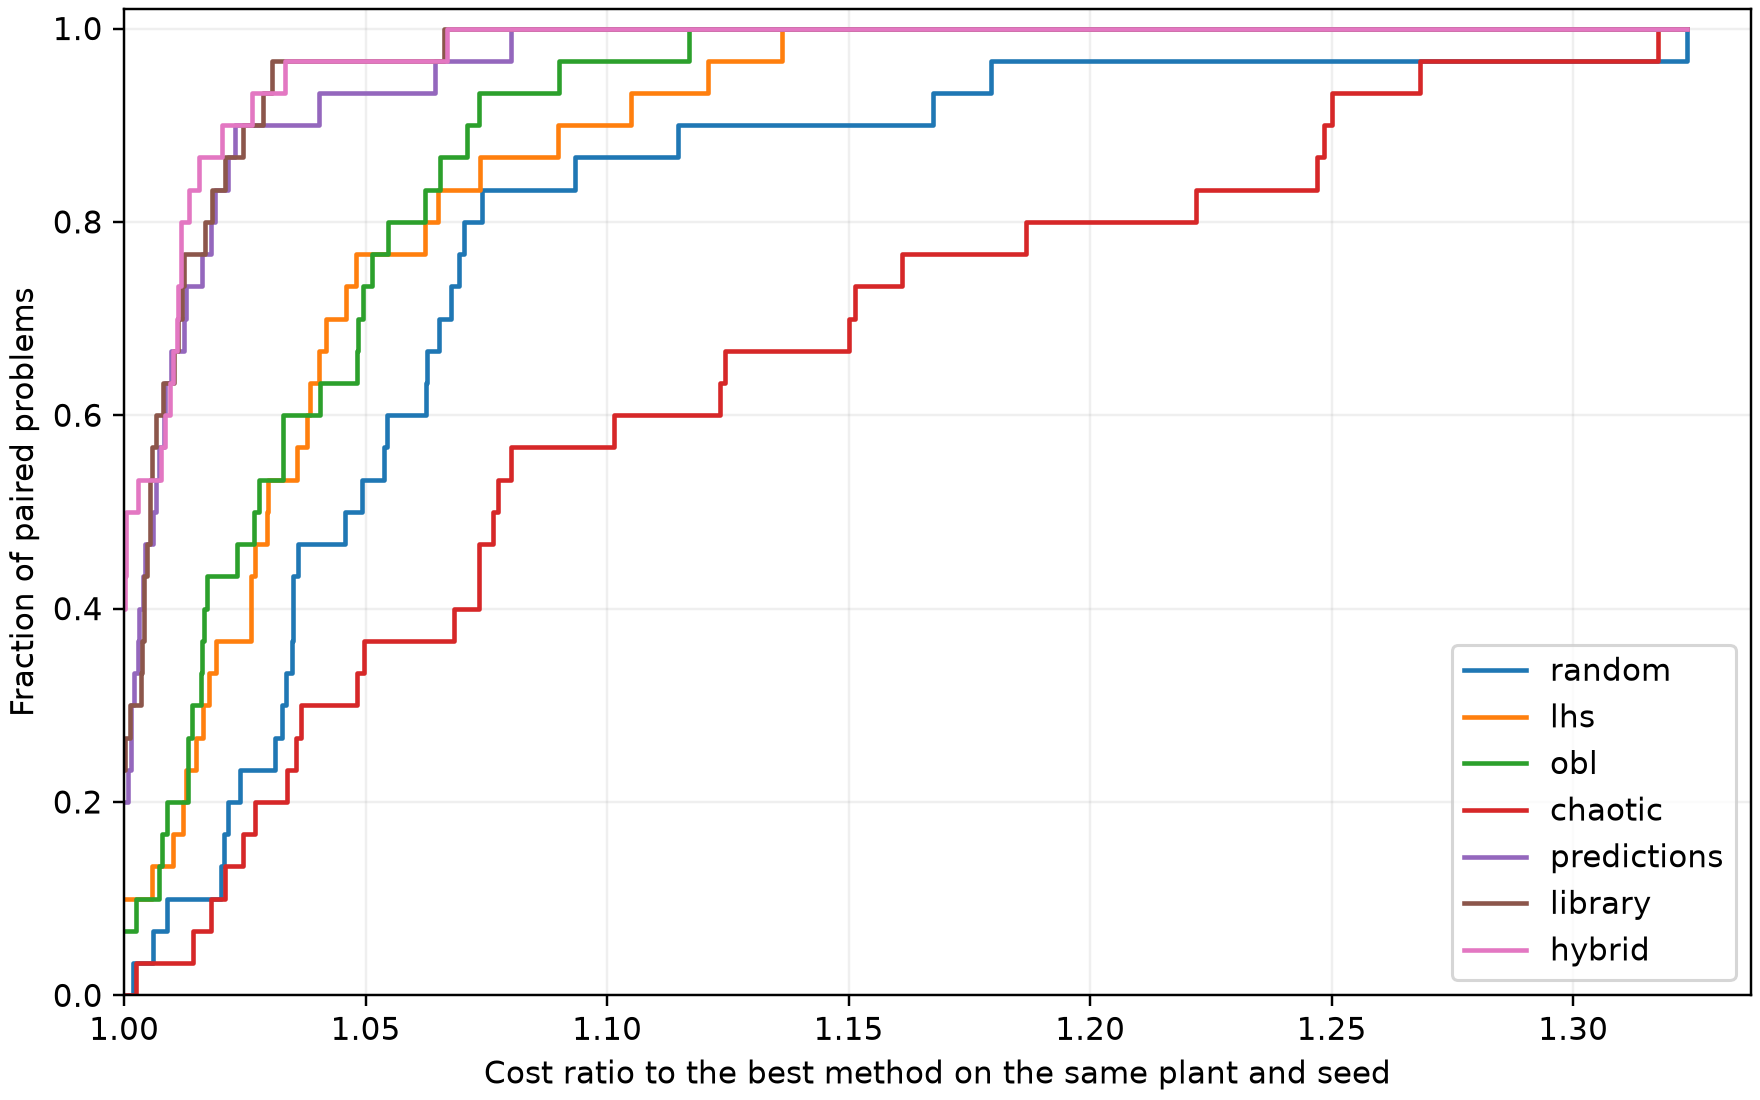 1.0
0.8
0.6
0.4
0.2
0.0
Fraction of paired problems
1.00 1.05 1.10 1.15 1.20 1.25 1.30
Cost ratio to the best method on the same plant and seed
random
lhs
obl
chaotic
predictions
library
hybrid